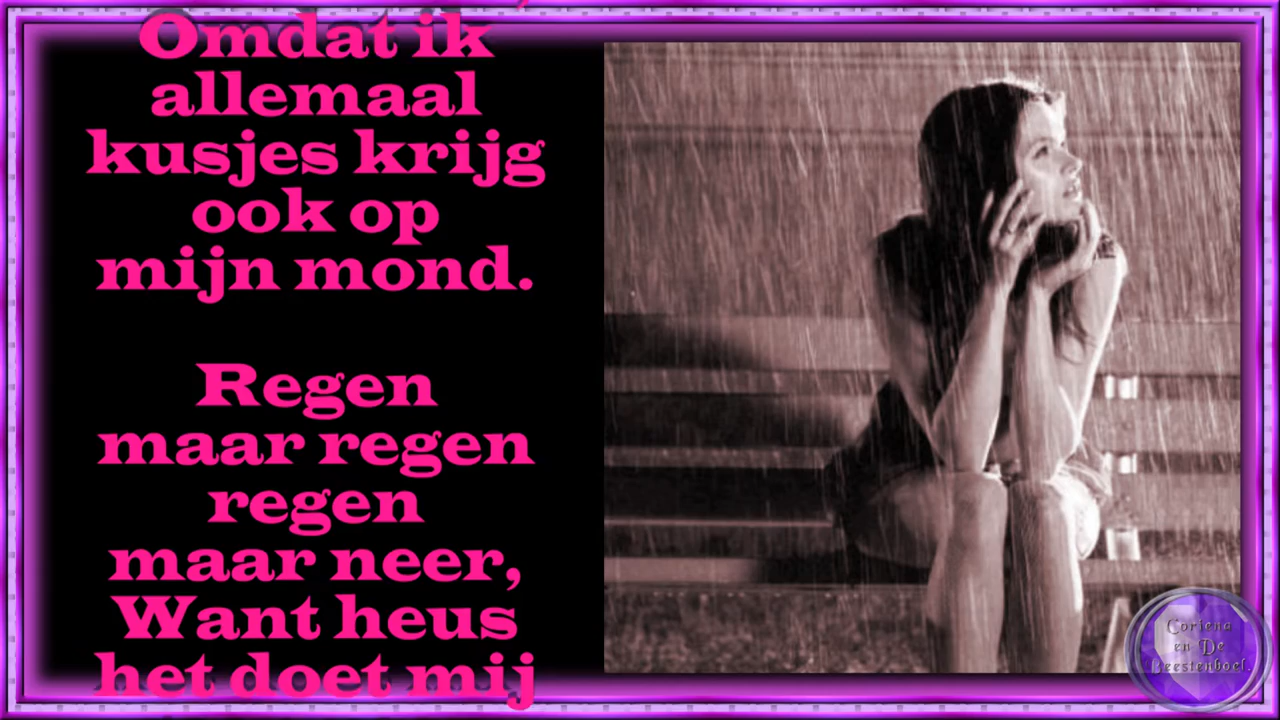 Omdat ik
allemaal
kusjes krijg
ook op
mijn mond.
Regen
maar regen
regen
maar neer,
Want heus
het doet mij
Coriena
en De
Beestenboel.